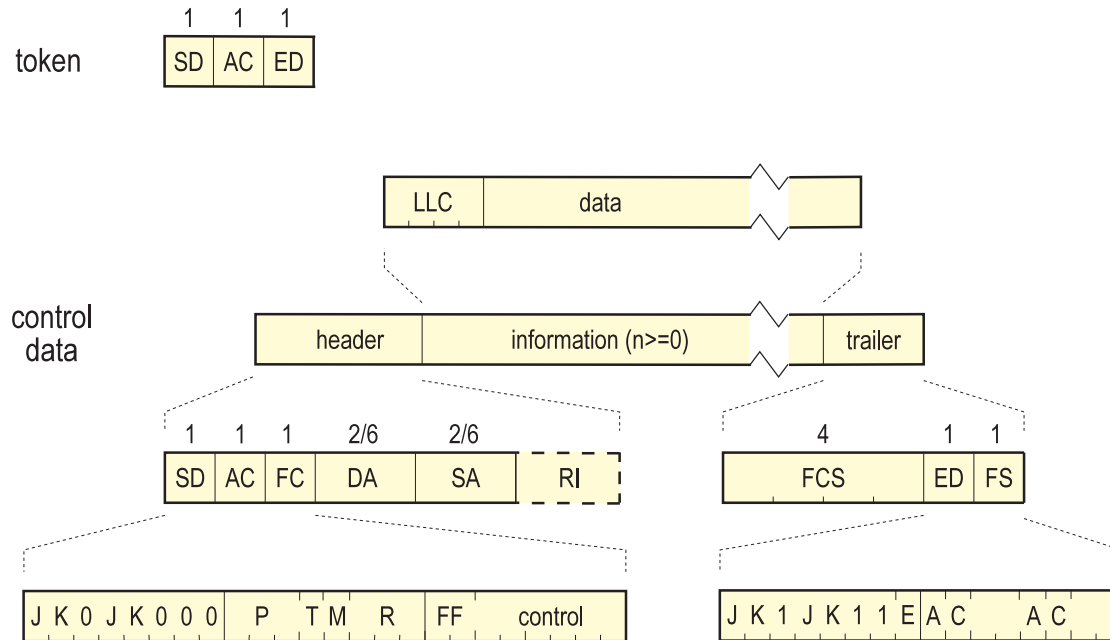 1 1 1
token SD AC ED
LLC data
control
data
header information (n>=0) trailer
1 1 1 2/6 2/6 4 1 1
SD AC FC DA SA RI FCS ED FS
J K 0 J K 0 0 0 P T M R FF control J K 1 J K 1 1 E A C A C